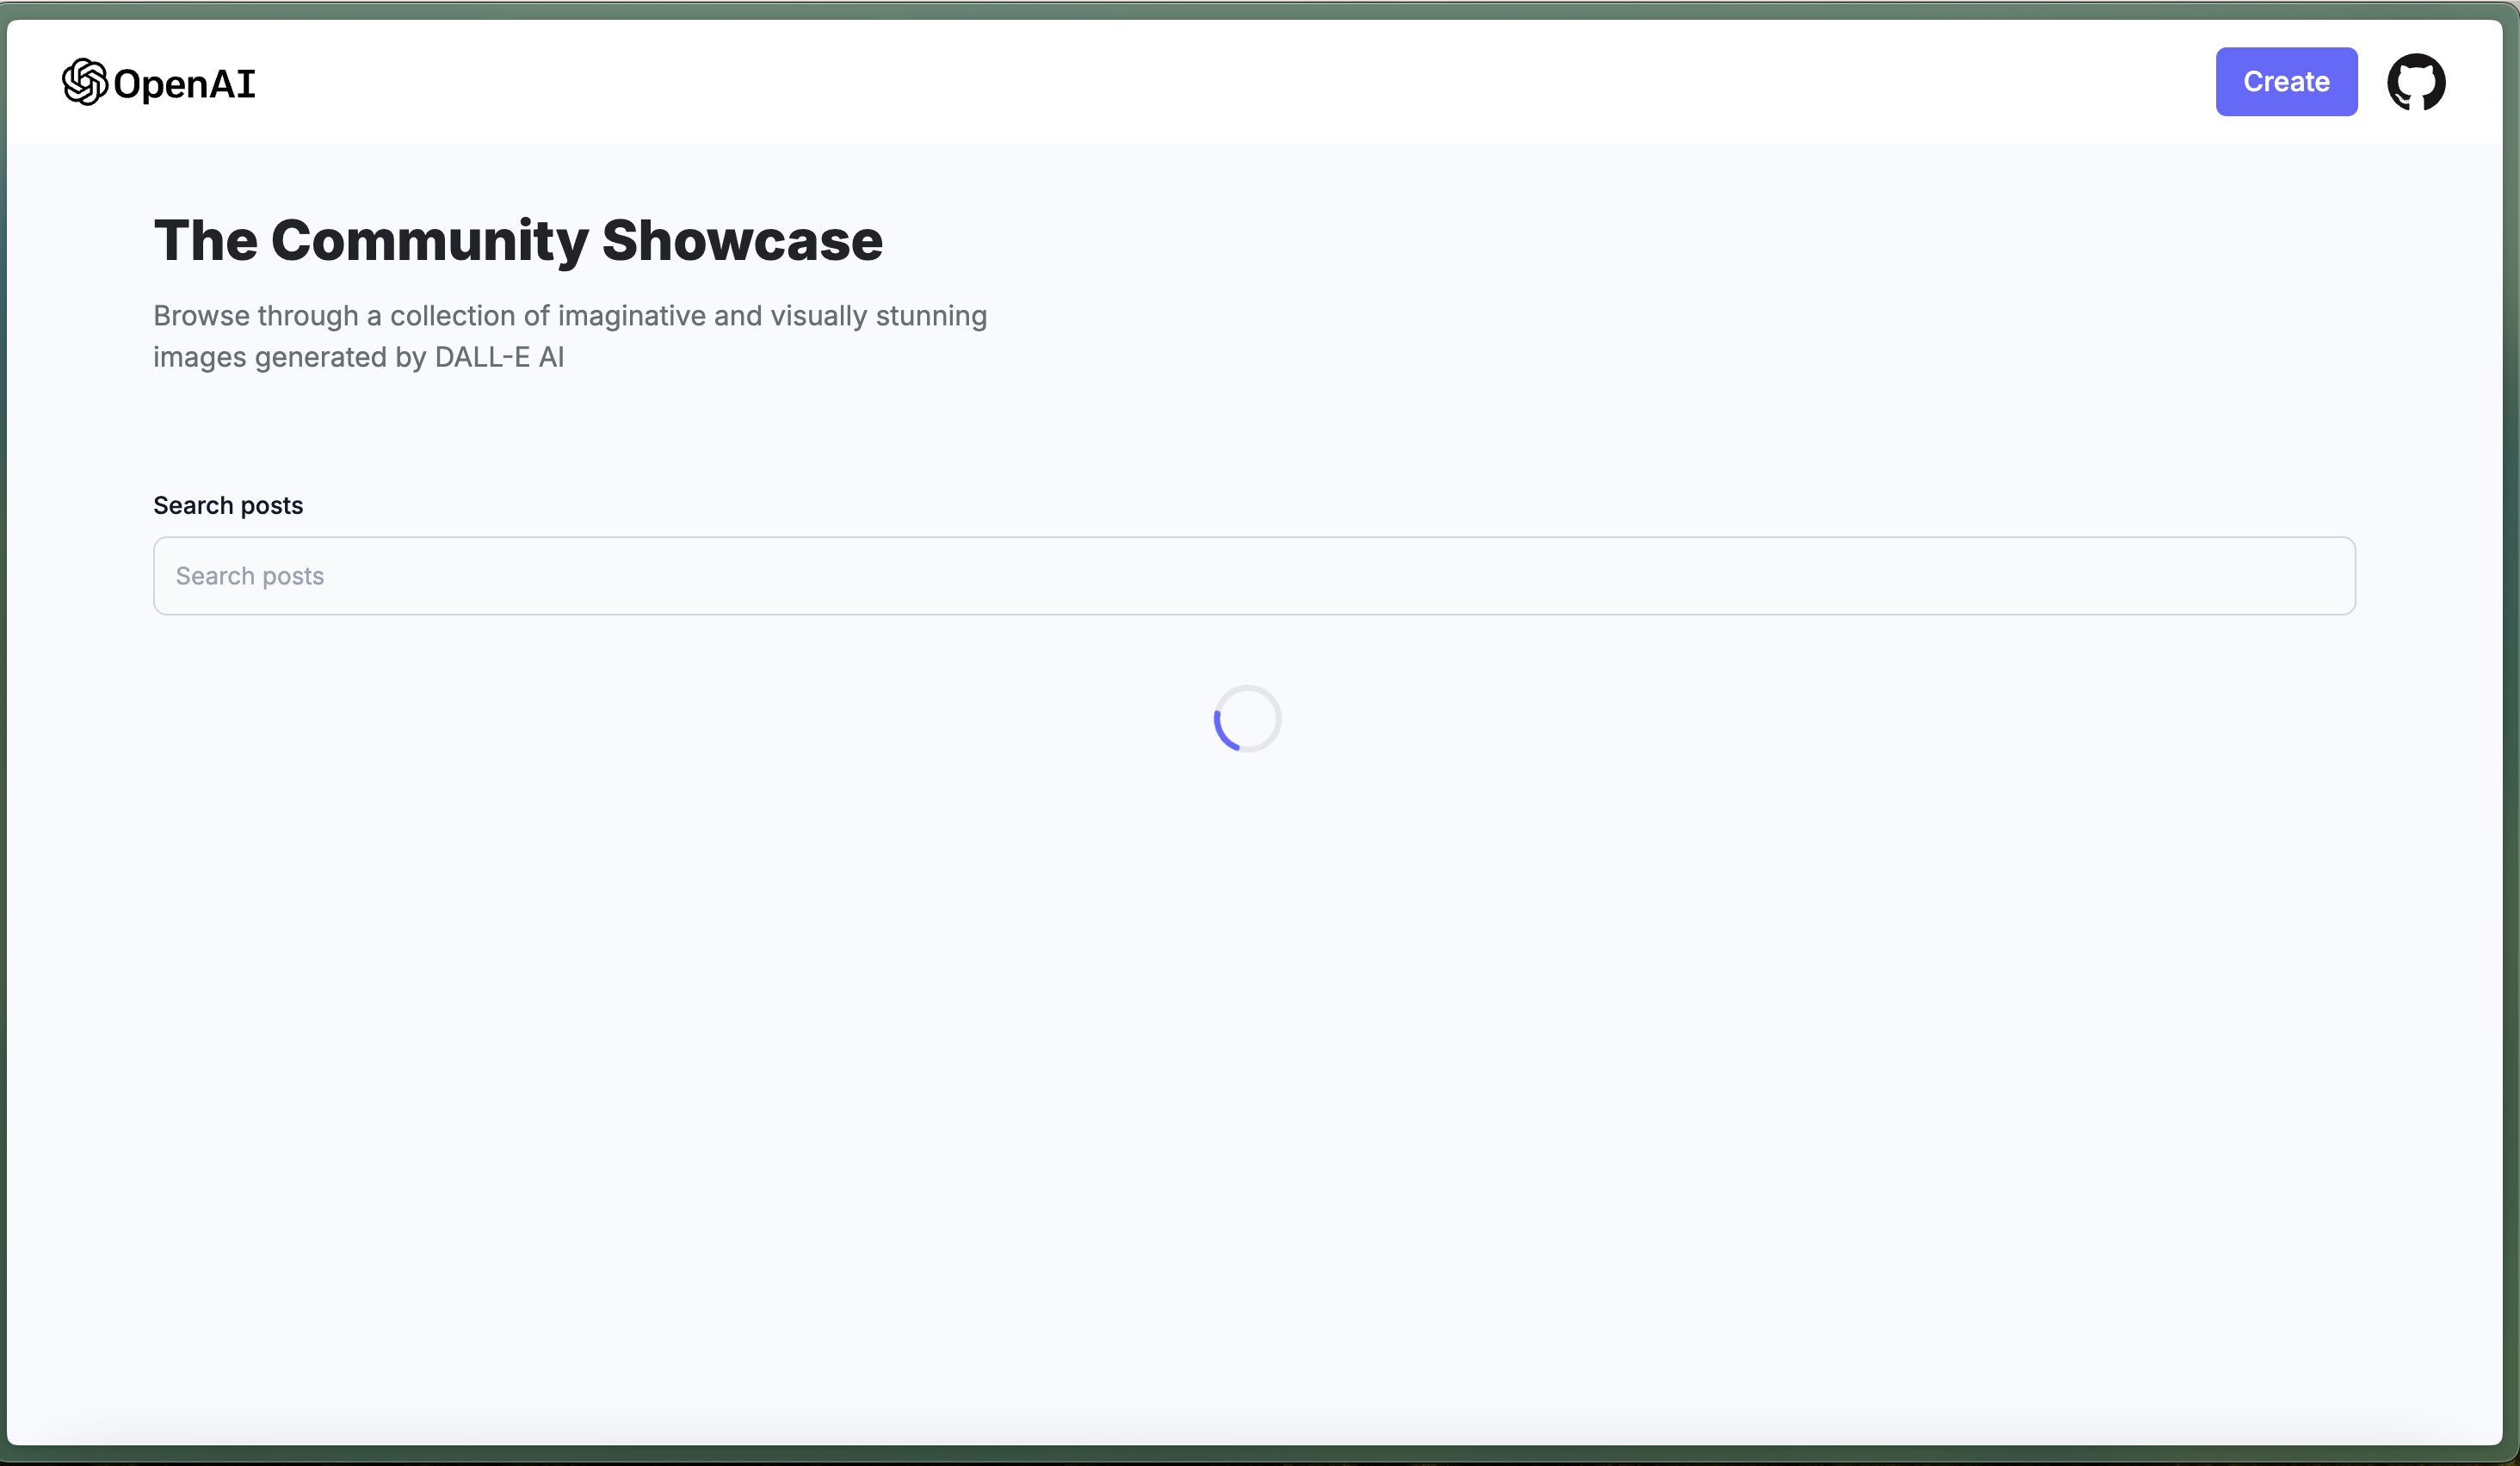 OpenAI
Create
The Community Showcase
Browse through a collection of imaginative and visually stunning
images generated by DALL-E AI
Search posts
Search posts